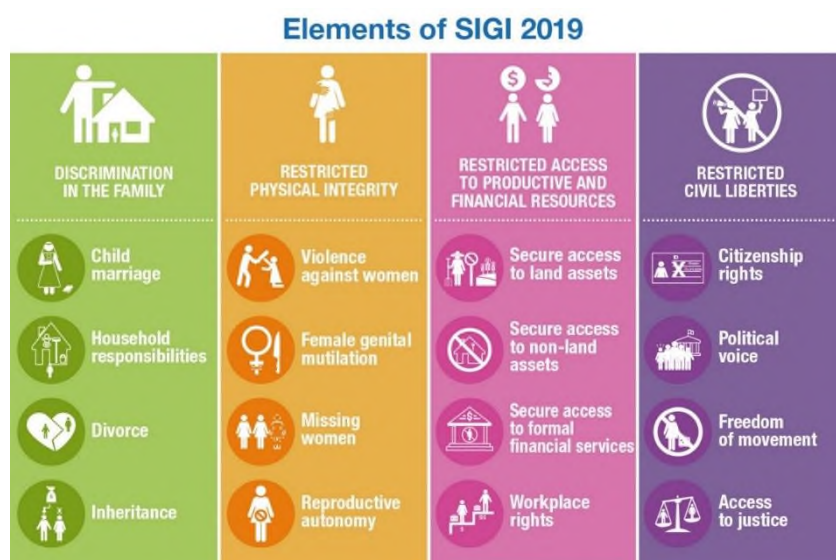 Elements of SIGI 2019
DISCRIMINATION
IN THE FAMILY
Child
marriage
Household
responsibilities
Divorce
Inheritance
RESTRICTED
PHYSICAL INTEGRITY
Violence
against women
Female genital
mutilation
Missing
women
Reproductive
autonomy
$
RESTRICTED ACCESS
TO PRODUCTIVE AND
FINANCIAL RESOURCES
Secure access
to land assets
Secure access
to non-land
assets
Secure access
to formal
financial services
Workplace
rights
RESTRICTED
CIVIL LIBERTIES
Citizenship
rights
Political
voice
Freedom
of movement
Access
to justice